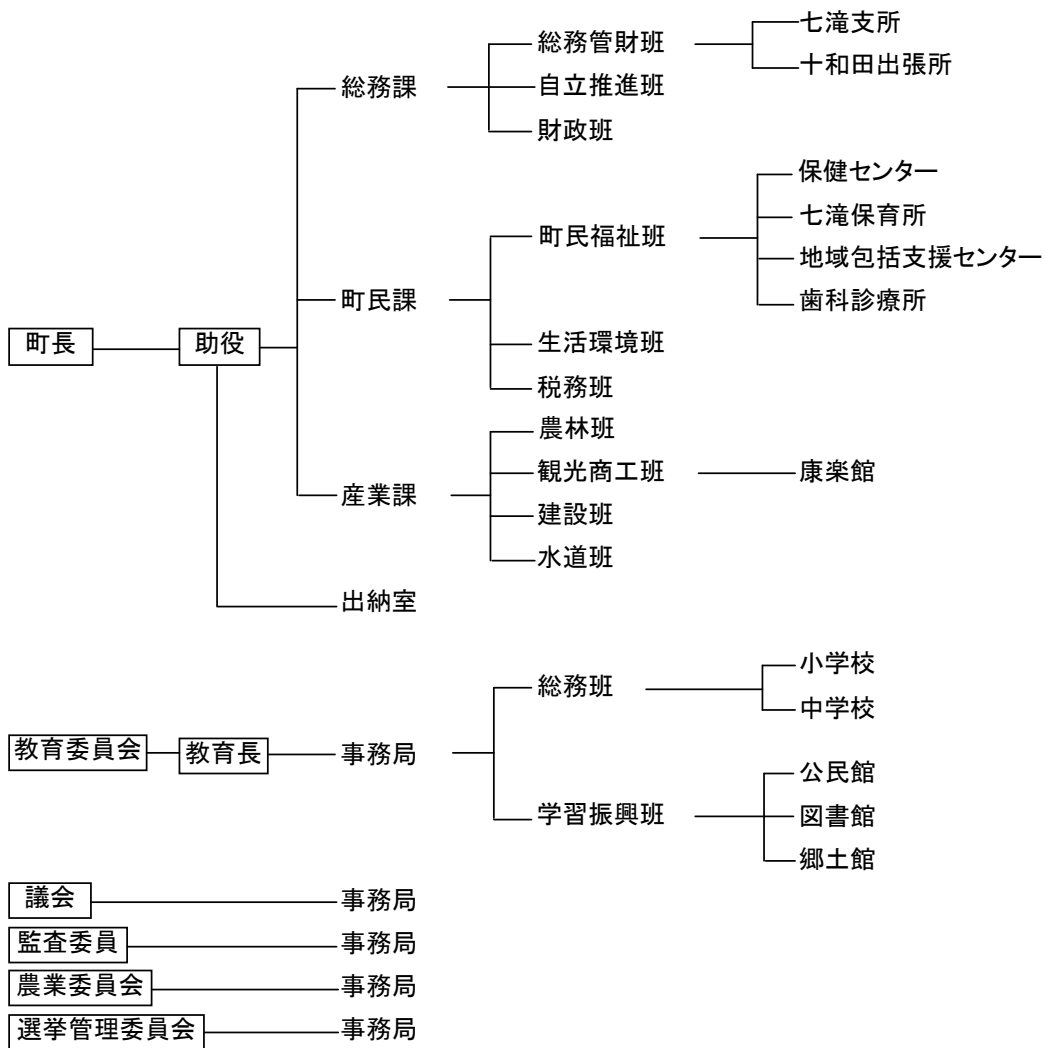 七滝支所
総務管財班
十和田出張所
総務課
自立推進班
財政班
保健センター
七滝保育所
町民福祉班
地域包括支援センター
町民課
歯科診療所
町長
助役
生活環境班
税務班
農林班
観光商工班
康楽館
産業課
建設班
水道班
出納室
小学校
総務班
中学校
教育委員会
教育長
事務局
公民館
学習振興班
図書館
郷土館
議会
事務局
監査委員
事務局
農業委員会
事務局
選挙管理委員会
事務局